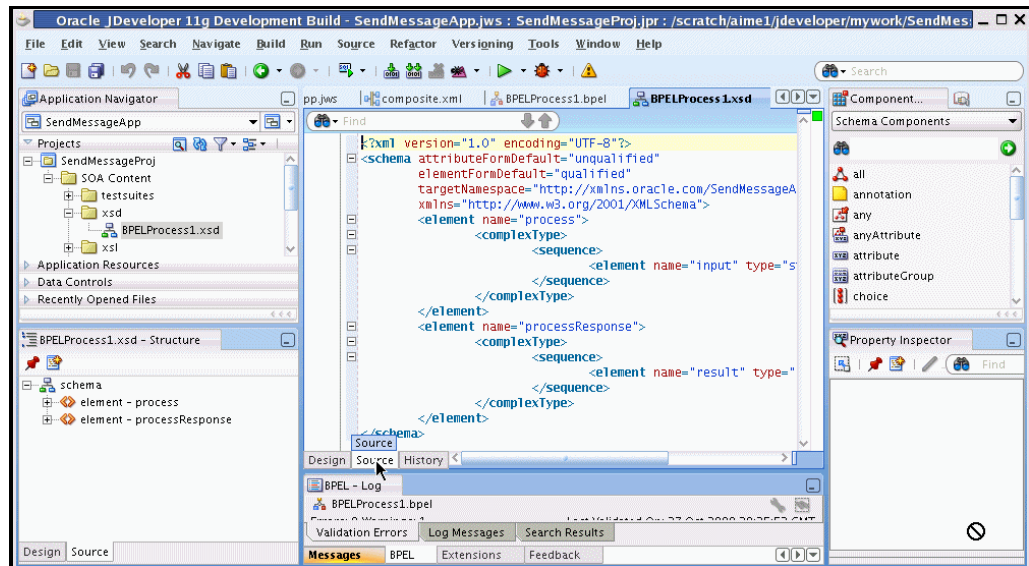 Oracle JDeveloper 11g Development Build - SendMessageApp.jws : SendMessageProj.jpr : /scratch/aime1/jdeveloper/mywork/SendMes
File Edit View Search Navigate Build Run Source Refactor Versioning Tools Window Help
Search
Application Navigator
SendMessageApp
Projects
SendMessageProj
SOA Content
testsuites
xsd
BPELProcess1.xsd
xsl
Application Resources
Data Controls
Recently Opened Files
BPELProcess1.xsd - Structure
schema
element - process
element - processResponse
Design Source
pp.jws composite.xml BPELProcess1.bpel BPELProcess1.xsd
Find
<?xml version="1.0" encoding="UTF-8"?>
<schema attributeFormDefault="unqualified"
elementFormDefault="qualified"
targetNamespace="http://xmlns.oracle.com/SendMessageA
xmlns="http://www.w3.org/2001/XMLSchema">
<element name="process">
<complexType>
<sequence>
<element name="input" type="s
</sequence>
</complexType>
</element>
<element name="processResponse">
<complexType>
<sequence>
<element name="result" type="
</sequence>
</complexType>
</element>
</schema>
Source
Design Source History
BPEL - Log
BPELProcess1.bpel
Validation Errors Log Messages Search Results
Messages BPEL Extensions Feedback
Component...
Schema Components
all
annotation
any
anyAttribute
attribute
attributeGroup
choice
Property Inspector
Find